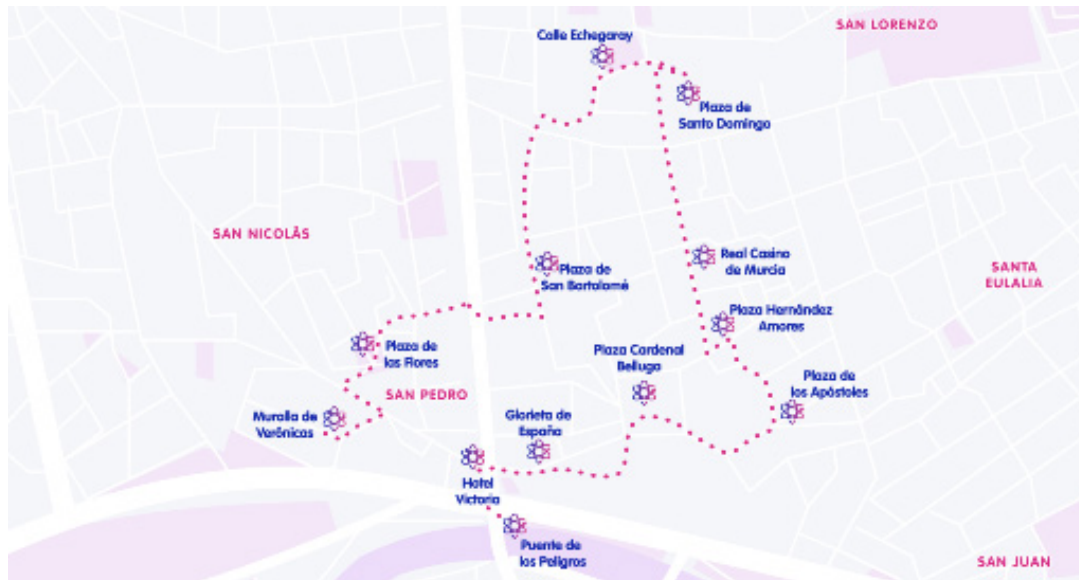 SAN LORENZO
Calle Echegaray
Plaza de
Santo Domingo
SAN NICOLÁS
Real Casino
de Murcia
Plaza de
San Bartolomé
SANTA
EULALIA
Plaza Hernández
Amores
Plaza de
las Flores
Plaza Cardenal
Belluga
Plaza de
los Apóstoles
SAN PEDRO
Muralla de
Verónicas
Glorieta de
España
Hotel
Victoria
Puente de
los Peligros
SAN JUAN